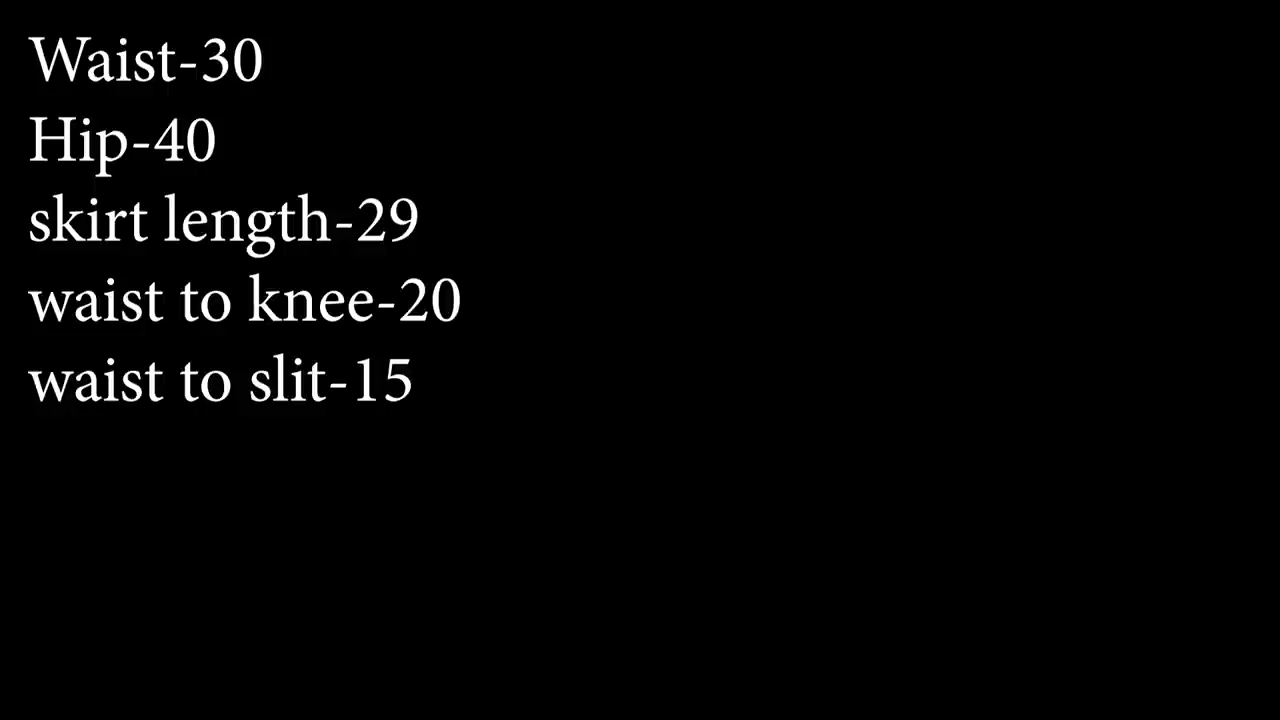 Waist-30
Hip-40
skirt length-29
waist to knee-20
waist to slit-15